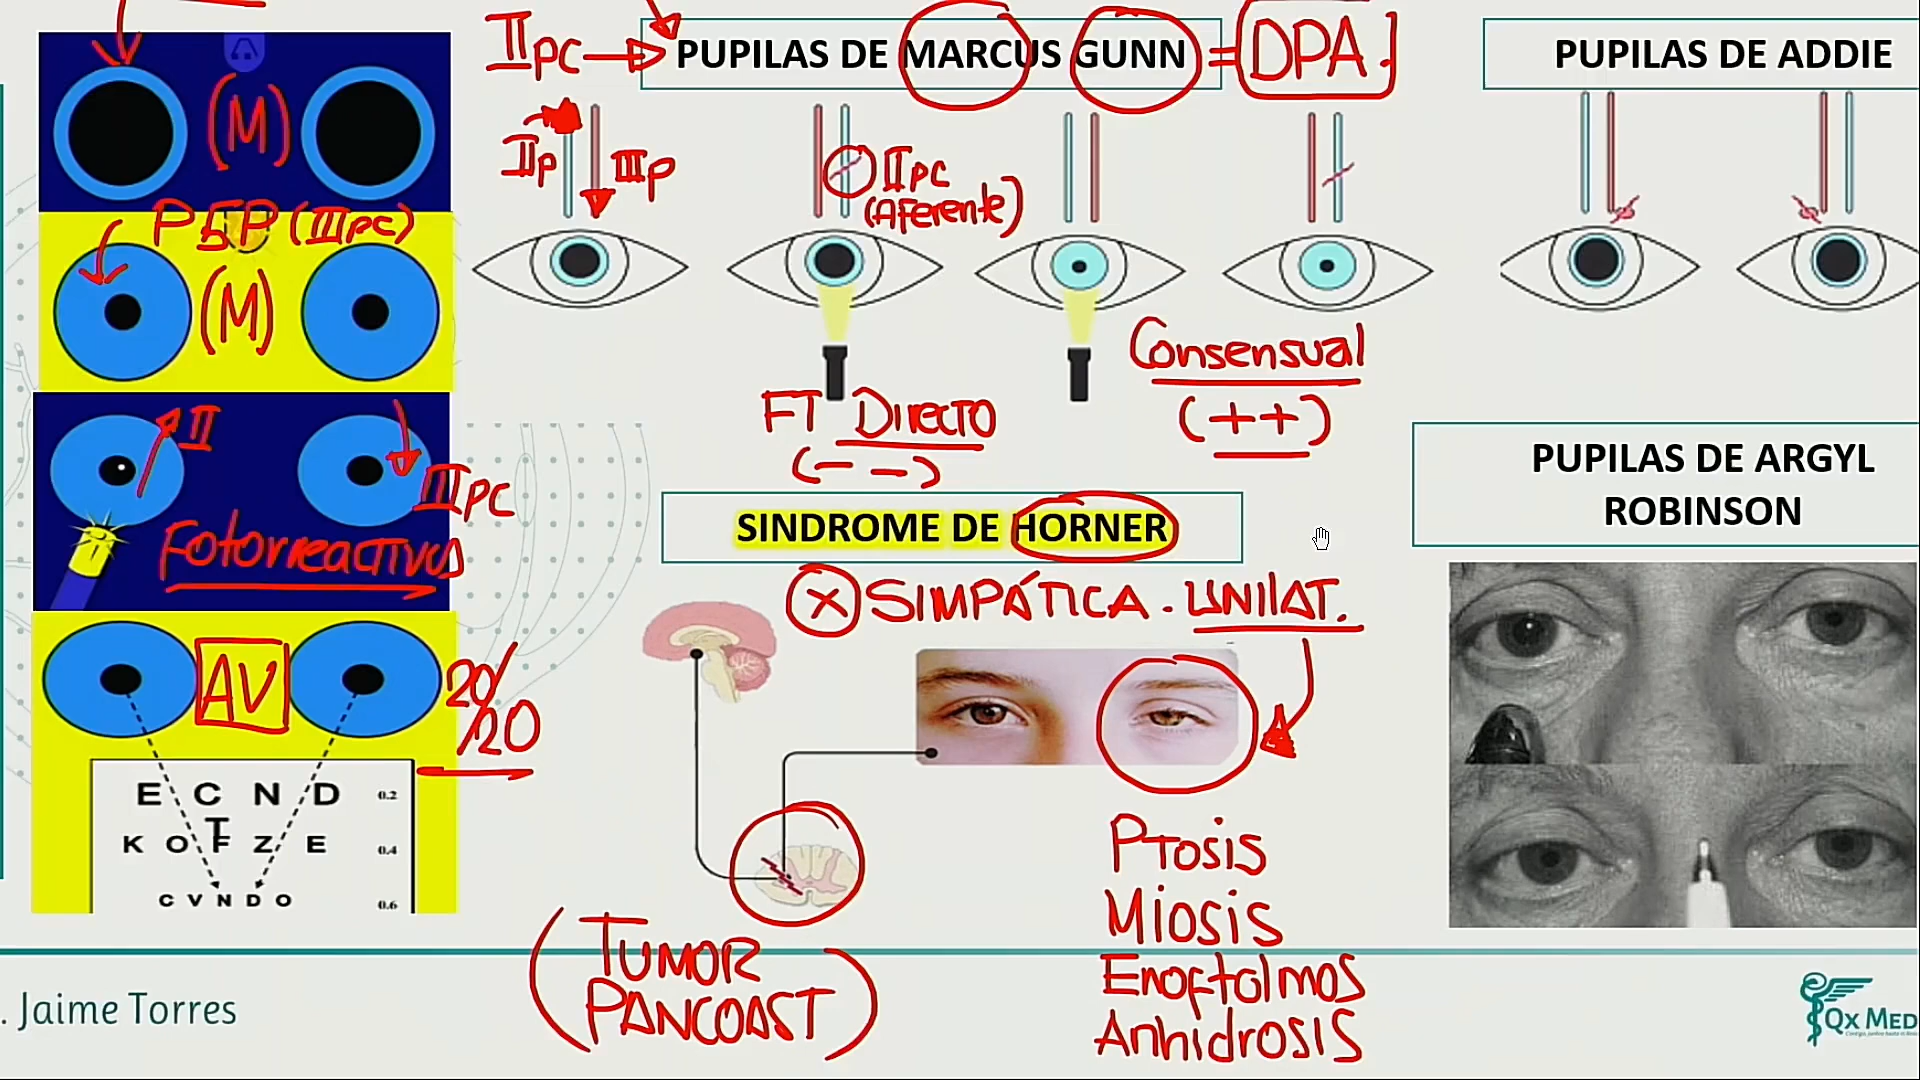 IIpc → PUPILAS DE MARCUS GUNN = DPA.
PUPILAS DE ADDIE
(M)
IIp IIIp
IIpc
(Aferente)
PSP (IIIpc)
(M)
Consensual
(++)
FT Directo
(– –)
II
IIIpc
Fotorreactivos
PUPILAS DE ARGYL
ROBINSON
SINDROME DE HORNER
(x) SIMPÁTICA. UNILAT.
AV
20/
20
E C N D
0.2
T
K O F Z E
0.4
C V N D O
0.6
Ptosis
Miosis
Enoftolmos
Anhidrosis
(TUMOR
PANCOAST)
. Jaime Torres
Qx MED